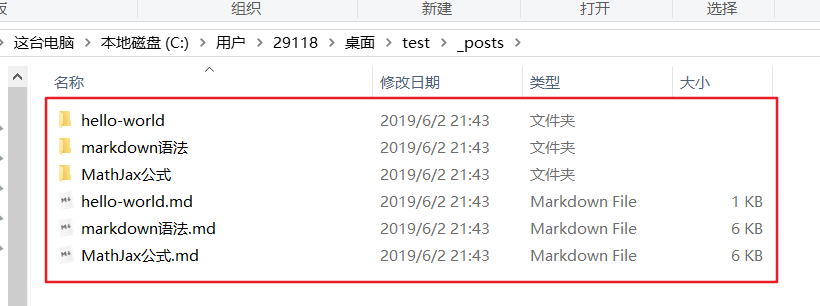 组织 新建 打开 选择
这台电脑 > 本地磁盘 (C:) > 用户 > 29118 > 桌面 > test > _posts >
名称 修改日期 类型 大小
hello-world 2019/6/2 21:43 文件夹
markdown语法 2019/6/2 21:43 文件夹
MathJax公式 2019/6/2 21:43 文件夹
hello-world.md 2019/6/2 21:43 Markdown File 1 KB
markdown语法.md 2019/6/2 21:43 Markdown File 6 KB
MathJax公式.md 2019/6/2 21:43 Markdown File 6 KB